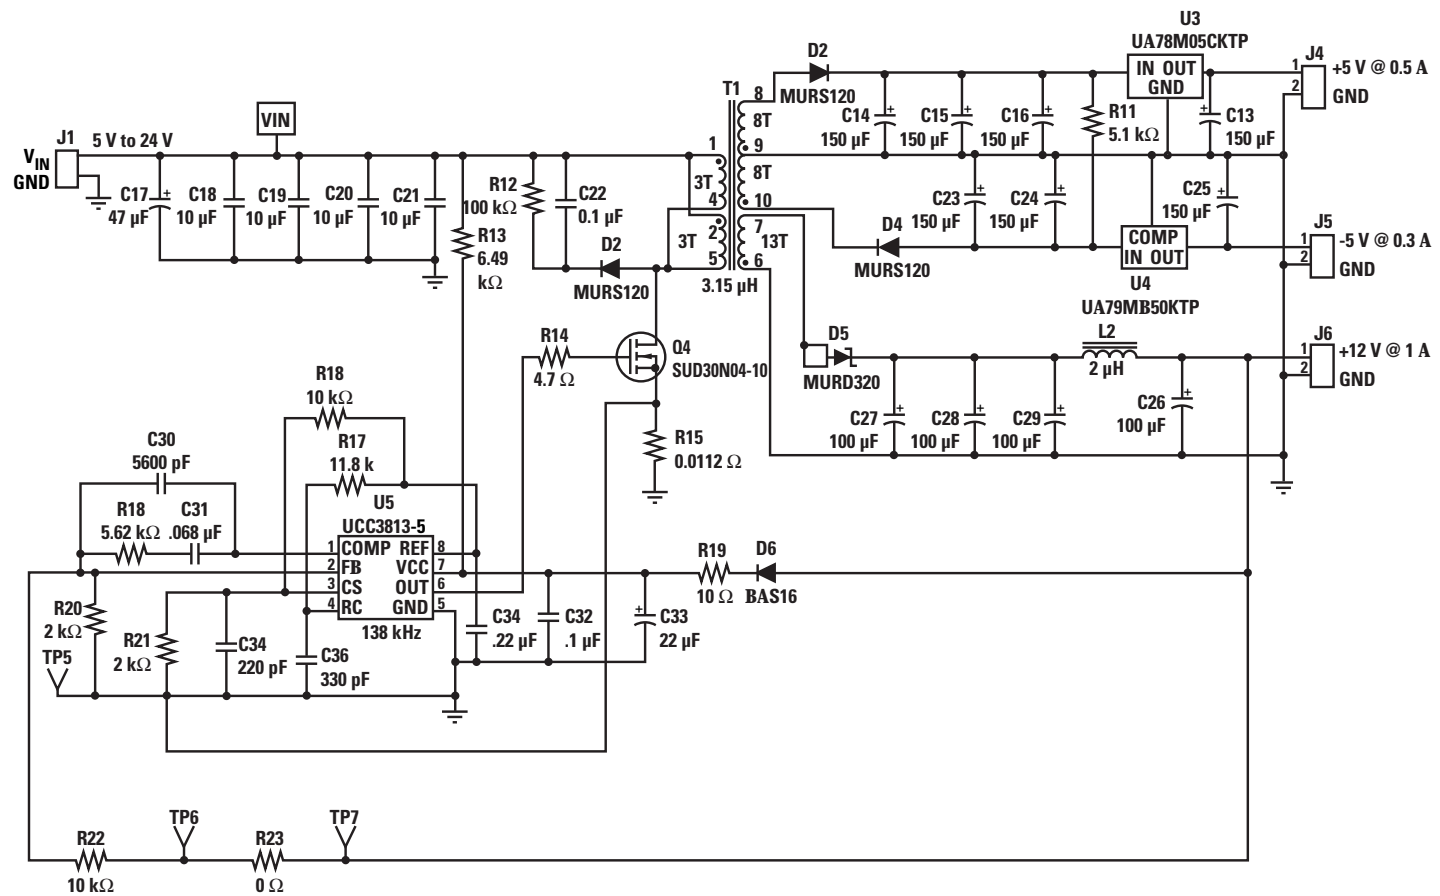 U3
UA78M05CKTP
IN OUT
GND
J4
1
2
+5 V @ 0.5 A
GND
D2
MURS120
T1
8
8T
9
8T
10
7
13T
6
1
3T
4
2
3T
5
3.15 µH
C14
150 µF
C15
150 µF
C16
150 µF
R11
5.1 kΩ
C13
150 µF
VIN
J1
VIN
GND
5 V to 24 V
C17
47 µF
C18
10 µF
C19
10 µF
C20
10 µF
C21
10 µF
R12
100 kΩ
C22
0.1 µF
R13
6.49
kΩ
D2
MURS120
C23
150 µF
C24
150 µF
C25
150 µF
D4
MURS120
COMP
IN OUT
U4
UA79MB50KTP
J5
1
2
-5 V @ 0.3 A
GND
D5
MURD320
L2
2 µH
J6
1
2
+12 V @ 1 A
GND
C27
100 µF
C28
100 µF
C29
100 µF
C26
100 µF
R14
4.7 Ω
Q4
SUD30N04-10
R15
0.0112 Ω
R18
10 kΩ
R17
11.8 k
C30
5600 pF
R18
5.62 kΩ
C31
.068 µF
U5
UCC3813-5
1 COMP REF 8
2 FB VCC 7
3 CS OUT 6
4 RC GND 5
138 kHz
R19
10 Ω
D6
BAS16
R20
2 kΩ
R21
2 kΩ
TP5
C34
220 pF
C36
330 pF
C34
.22 µF
C32
.1 µF
C33
22 µF
R22
10 kΩ
TP6
R23
0 Ω
TP7